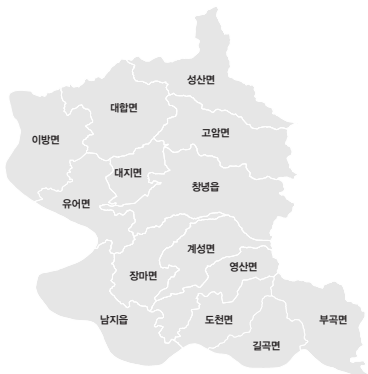 성산면
대합면
고암면
이방면
대지면
창녕읍
유어면
계성면
영산면
장마면
남지읍
도천면
부곡면
길곡면